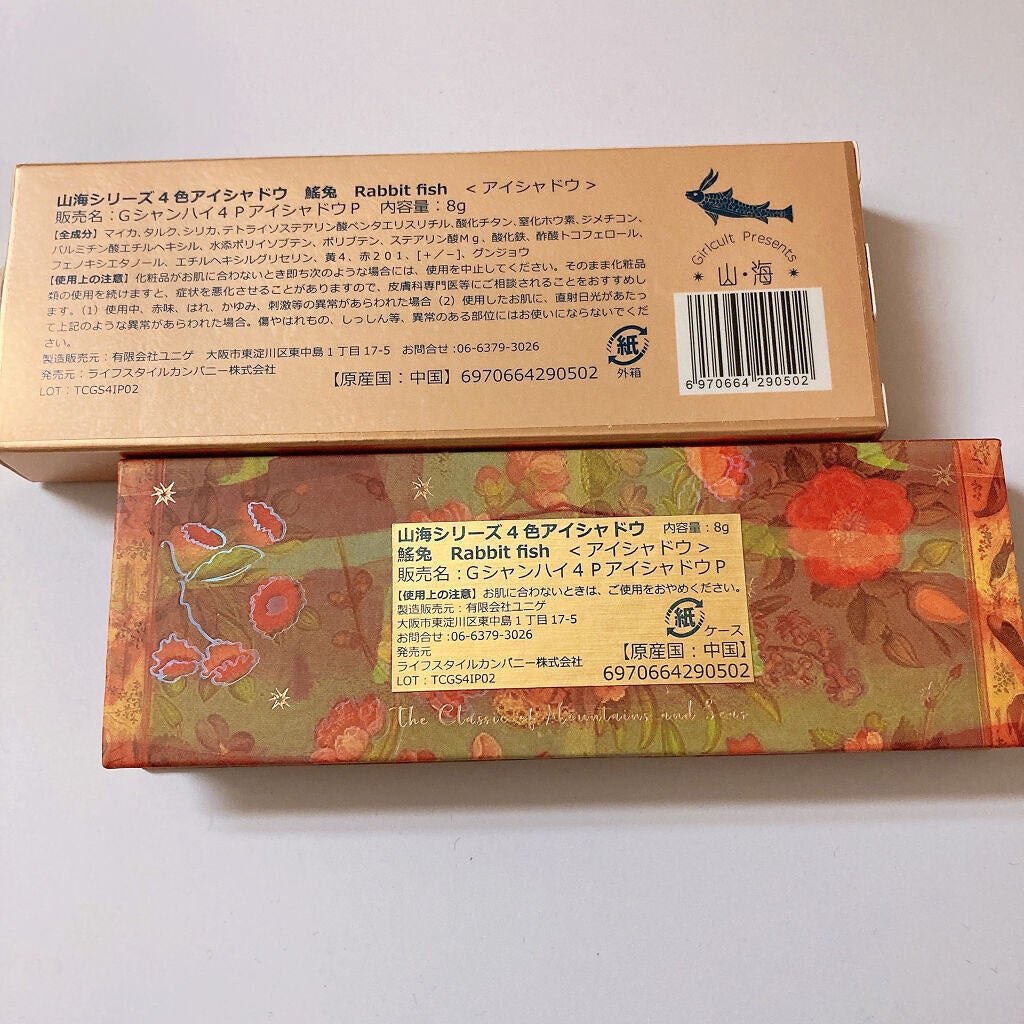 山海シリーズ４色アイシャドウ　鰩兔　Rabbit fish　＜アイシャドウ＞
販売名：Ｇシャンハイ４ＰアイシャドウＰ　内容量：8g
【全成分】マイカ、タルク、シリカ、テトライソステアリン酸ペンタエリスリチル、酸化チタン、窒化ホウ素、ジメチコン、
パルミチン酸エチルヘキシル、水添ポリイソブテン、ポリブテン、ステアリン酸Ｍｇ、酸化鉄、酢酸トコフェロール、
フェノキシエタノール、エチルヘキシルグリセリン、黄４、赤２０１、［＋／－］、グンジョウ
【使用上の注意】化粧品がお肌に合わないとき即ち次のような場合には、使用を中止してください。そのまま化粧品
類の使用を続けますと、症状を悪化させることがありますので、皮膚科専門医等にご相談されることをおすすめし
ます。（1）使用中、赤味、はれ、かゆみ、刺激等の異常があらわれた場合（2）使用したお肌に、直射日光があたっ
て上記のような異常があらわれた場合。傷やはれもの、しっしん等、異常のある部位にはお使いにならないでくだ
さい。
製造販売元：有限会社ユニゲ　大阪市東淀川区東中島１丁目17-5　お問合せ:06-6379-3026
発売元：ライフスタイルカンパニー株式会社
LOT：TCGS4IP02
【原産国：中国】6970664290502
紙
外箱
Girlcult Presents
山・海
6 970664 290502
山海シリーズ４色アイシャドウ　内容量：8g
鰩兔　Rabbit fish　＜アイシャドウ＞
販売名：Ｇシャンハイ４ＰアイシャドウＰ
【使用上の注意】お肌に合わないときは、ご使用をおやめください。
製造販売元：有限会社ユニゲ
大阪市東淀川区東中島１丁目17-5
お問合せ:06-6379-3026
発売元
ライフスタイルカンパニー株式会社
LOT：TCGS4IP02
紙
ケース
【原産国：中国】
6970664290502
The Classic of Mountains and Seas